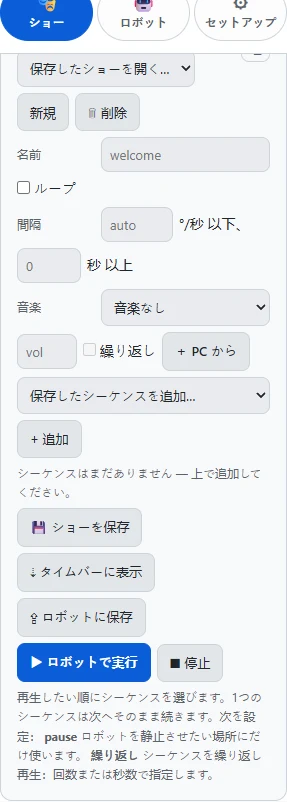 ショー
ロボット
セットアップ
保存したショーを開く...
新規
削除
名前
welcome
ループ
間隔
auto
°/秒 以下、
0
秒 以上
音楽
音楽なし
vol
繰り返し
+ PC から
保存したシーケンスを追加...
+ 追加
シーケンスはまだありません — 上で追加して
ください。
ショーを保存
⇣ タイムバーに表示
⇪ ロボットに保存
▶ ロボットで実行
■ 停止
再生したい順にシーケンスを選びます。1つの
シーケンスは次へそのまま続きます。次を設
定： pause ロボットを静止させたい場所にだ
け使います。 繰り返し シーケンスを繰り返し
再生：回数または秒数で指定します。